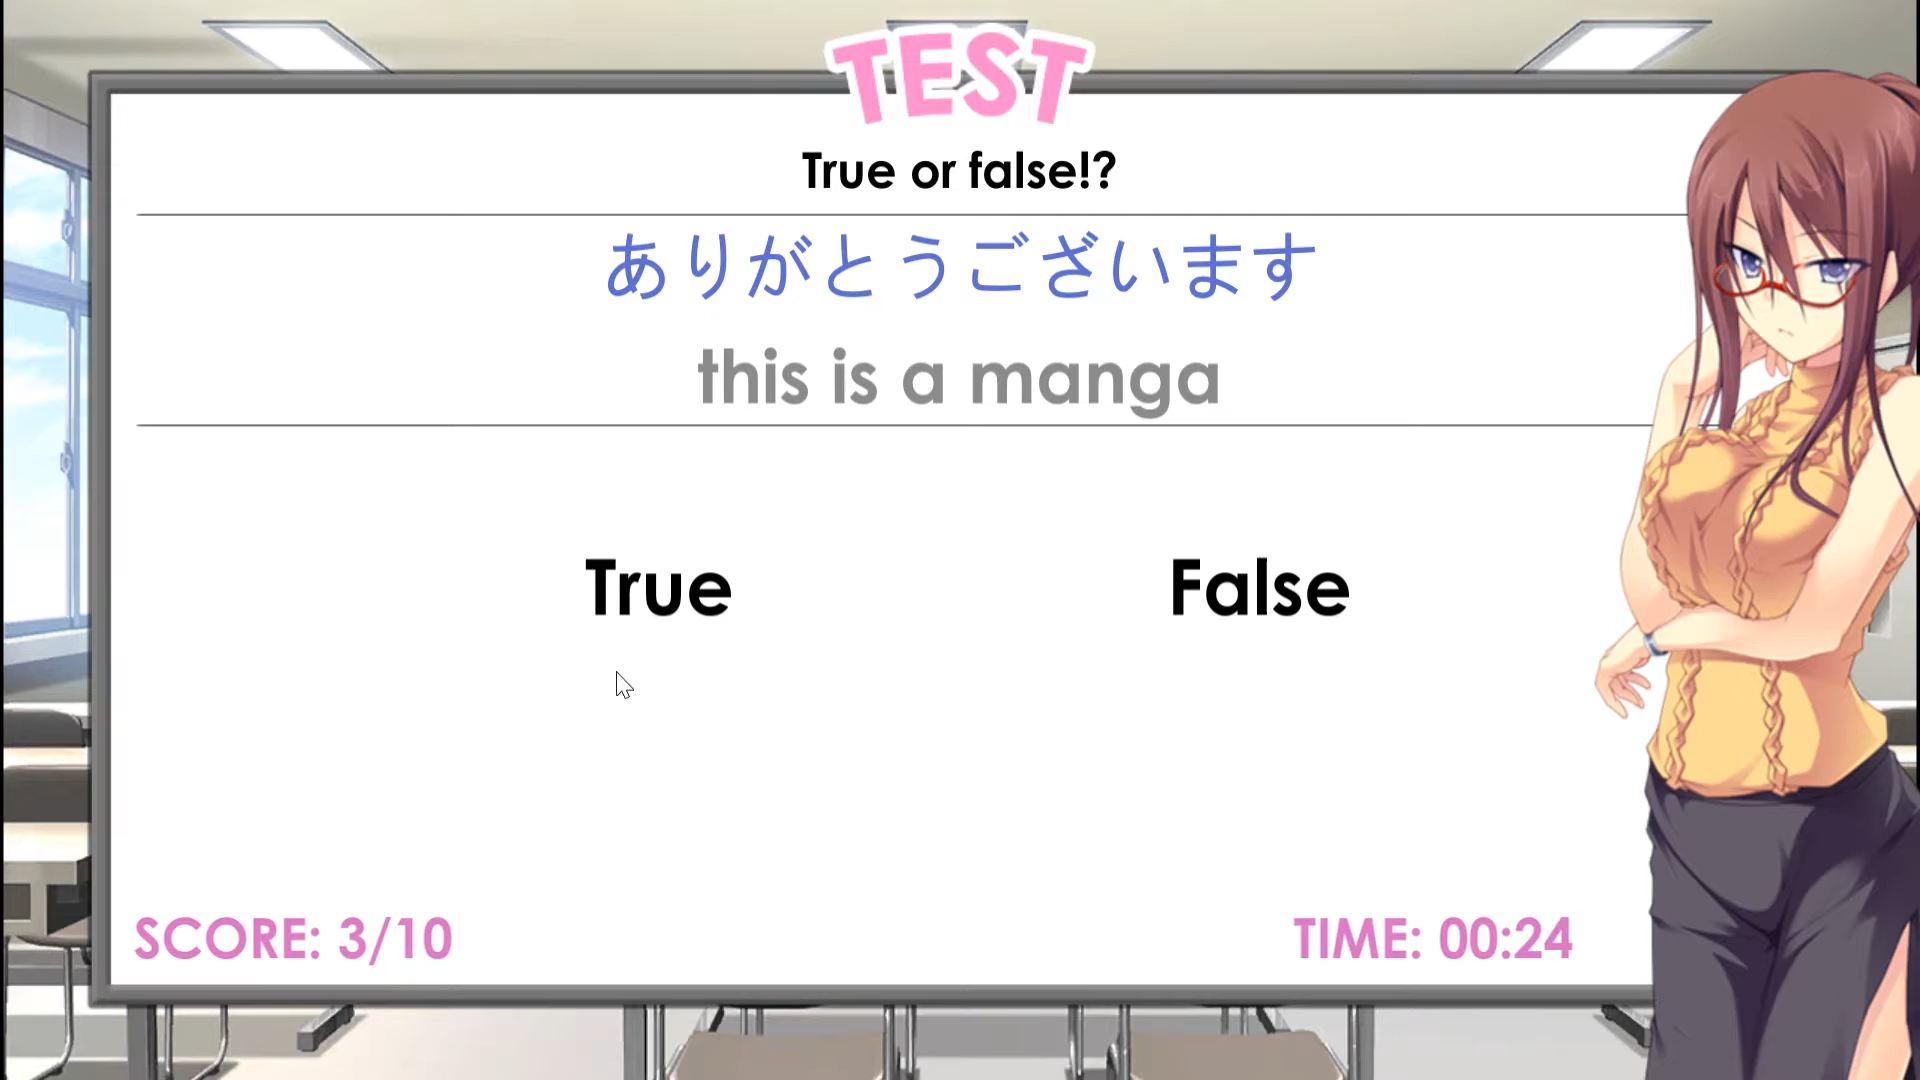 TEST
True or false!?
ありがとうございます
this is a manga
True
False
SCORE: 3/10
TIME: 00:24